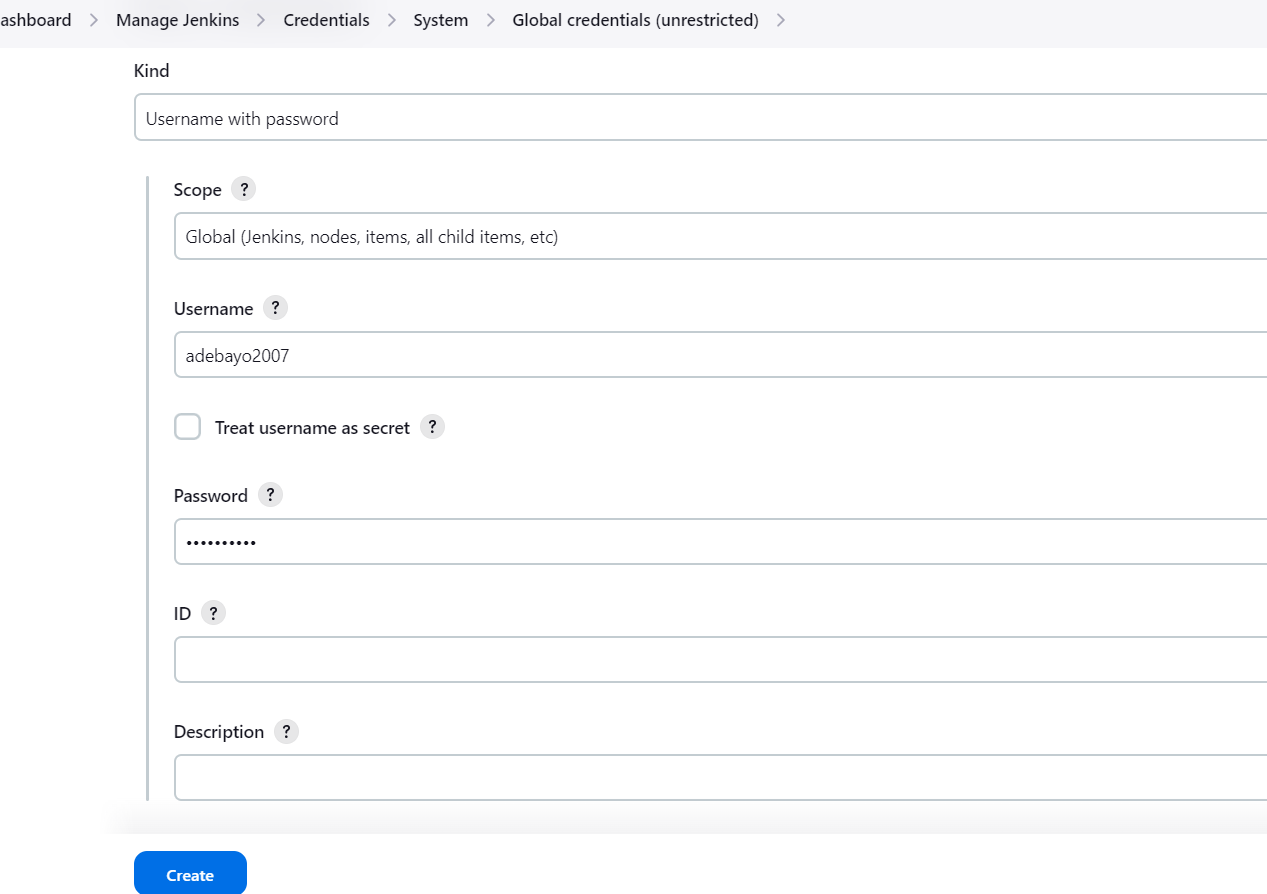 ashboard > Manage Jenkins > Credentials > System > Global credentials (unrestricted) >
Kind
Username with password
Scope ?
Global (Jenkins, nodes, items, all child items, etc)
Username ?
adebayo2007
Treat username as secret ?
Password ?
••••••••••
ID ?
Description ?
Create